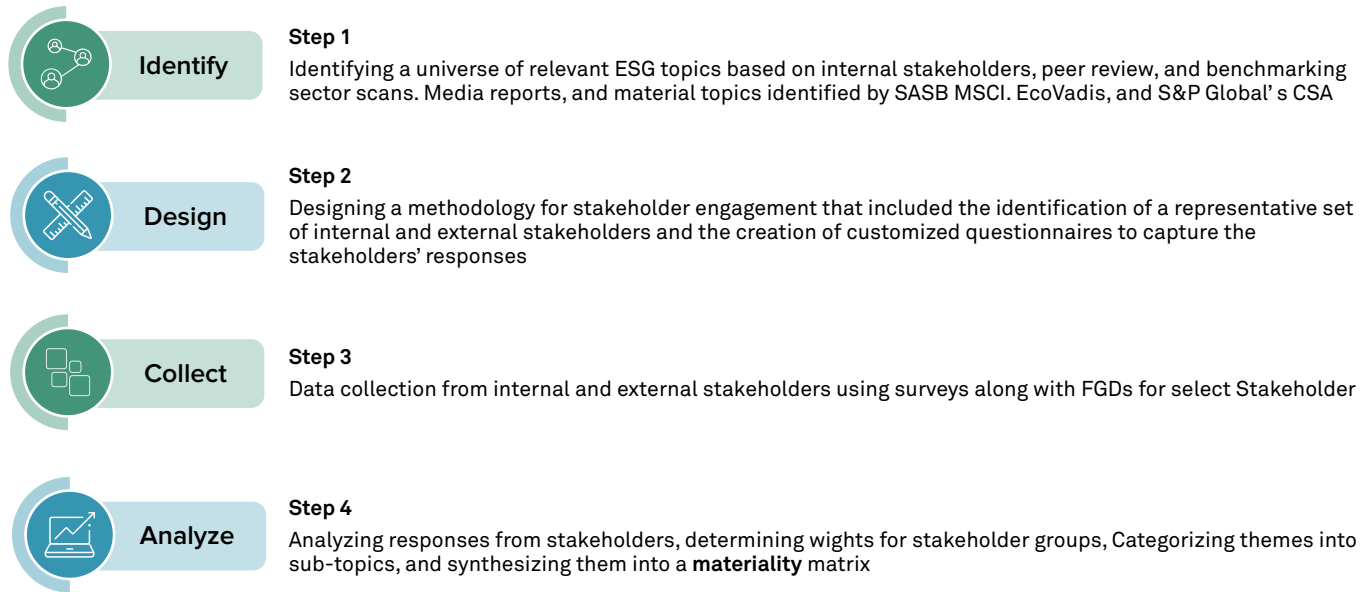 Identify
Step 1
Identifying a universe of relevant ESG topics based on internal stakeholders, peer review, and benchmarking
sector scans. Media reports, and material topics identified by SASB MSCI. EcoVadis, and S&P Global’ s CSA
Design
Step 2
Designing a methodology for stakeholder engagement that included the identification of a representative set
of internal and external stakeholders and the creation of customized questionnaires to capture the
stakeholders’ responses
Collect
Step 3
Data collection from internal and external stakeholders using surveys along with FGDs for select Stakeholder
Analyze
Step 4
Analyzing responses from stakeholders, determining wights for stakeholder groups, Categorizing themes into
sub-topics, and synthesizing them into a materiality matrix